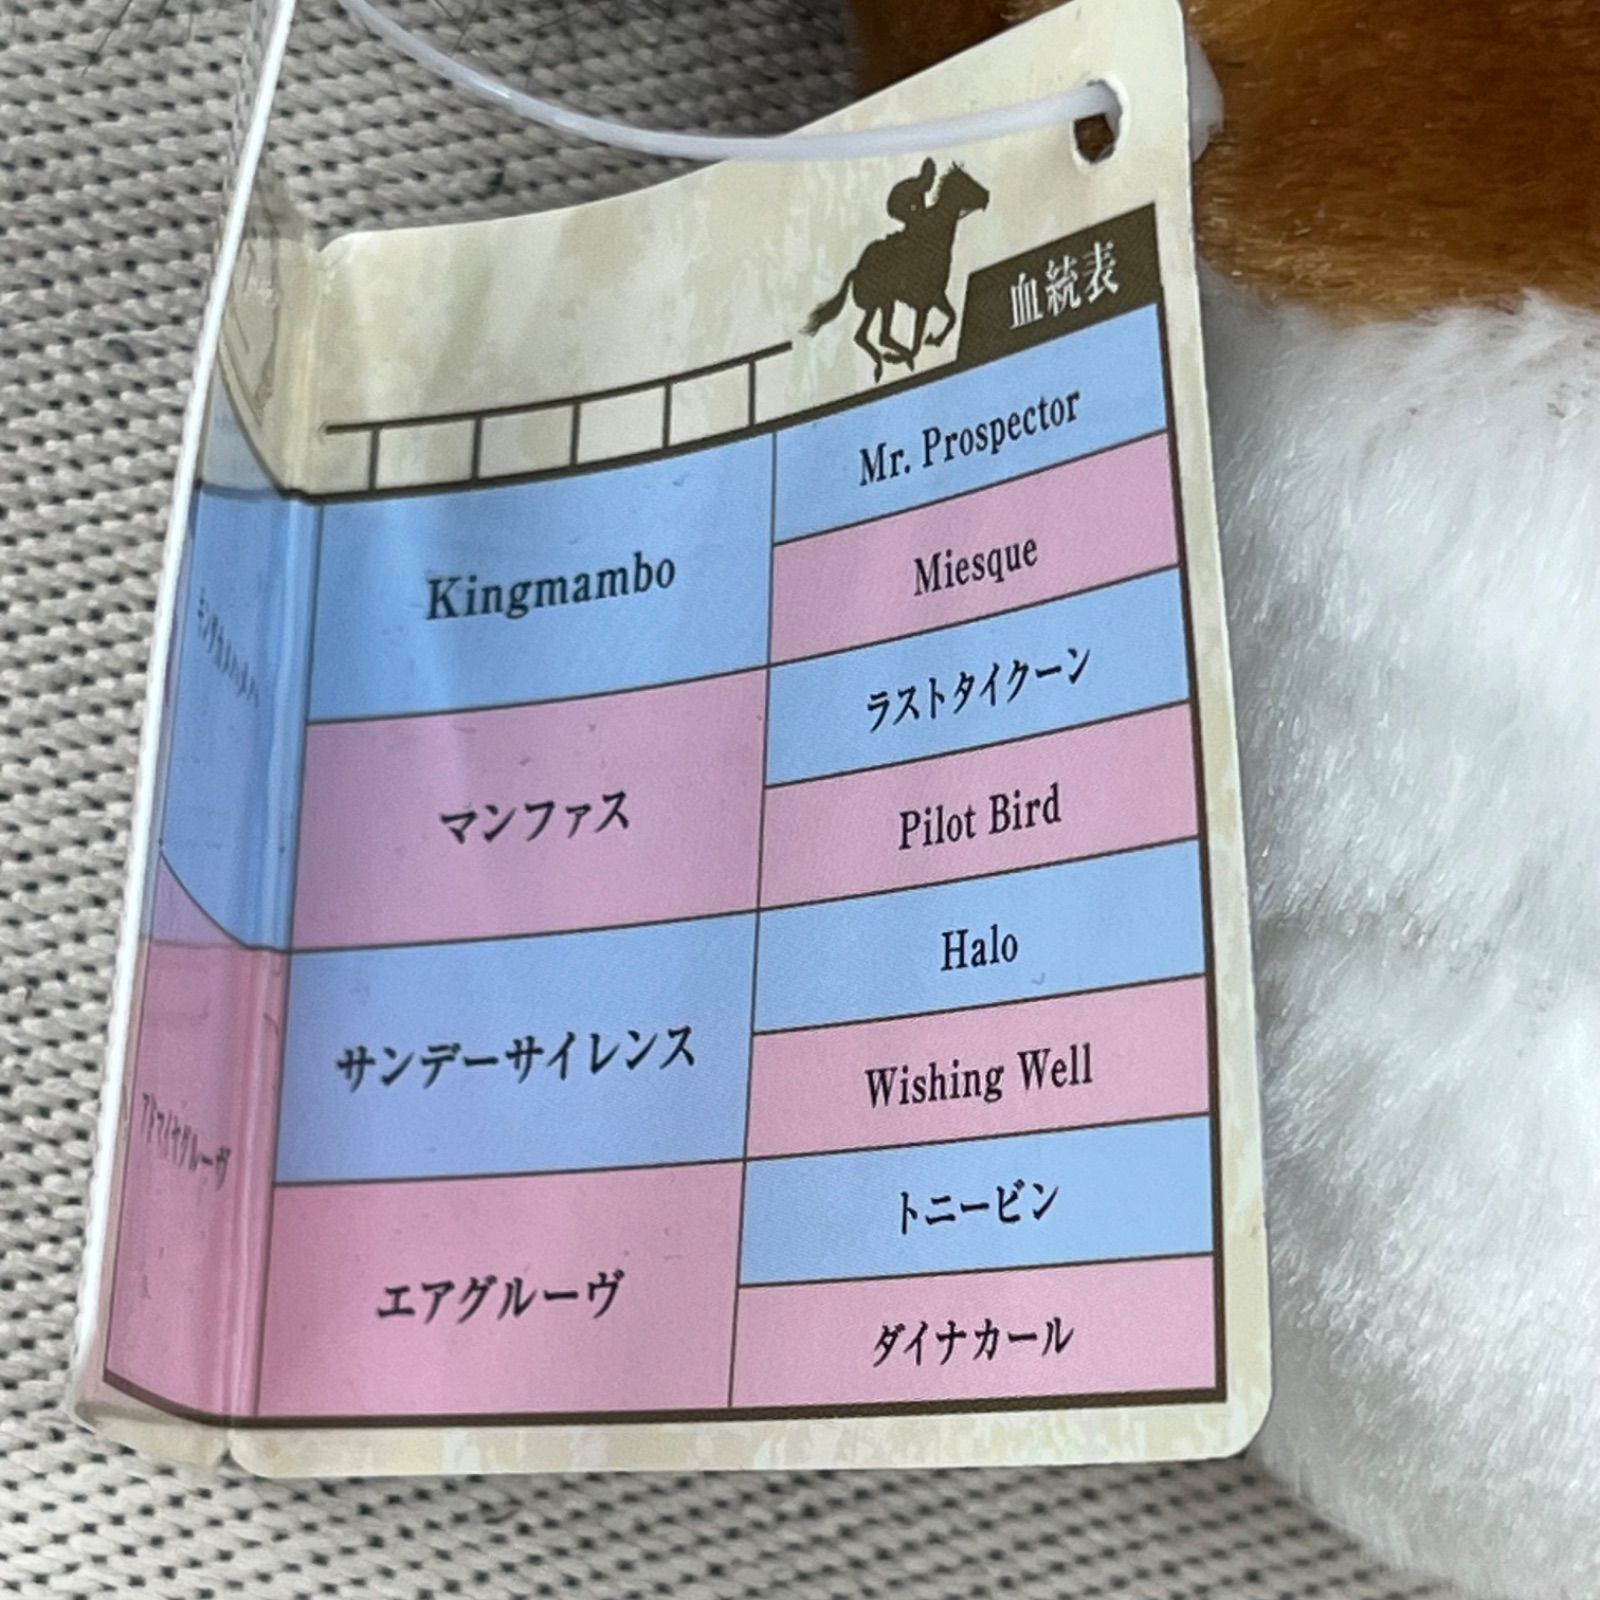 血統表
Kingmambo
Mr. Prospector
Miesque
マンファス
ラストタイクーン
Pilot Bird
サンデーサイレンス
Halo
Wishing Well
エアグルーヴ
トニービン
ダイナカール